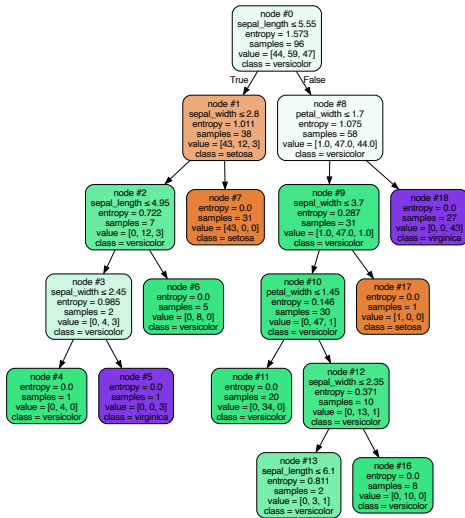 node #0
sepal_length ≤ 5.55
entropy = 1.573
samples = 96
value = [44, 59, 47]
class = versicolor
True
False
node #1
sepal_width ≤ 2.8
entropy = 1.011
samples = 38
value = [43, 12, 3]
class = setosa
node #8
petal_width ≤ 1.7
entropy = 1.075
samples = 58
value = [1.0, 47.0, 44.0]
class = versicolor
node #2
sepal_length ≤ 4.95
entropy = 0.722
samples = 7
value = [0, 12, 3]
class = versicolor
node #7
entropy = 0.0
samples = 31
value = [43, 0, 0]
class = setosa
node #9
sepal_width ≤ 3.7
entropy = 0.287
samples = 31
value = [1.0, 47.0, 1.0]
class = versicolor
node #18
entropy = 0.0
samples = 27
value = [0, 0, 43]
class = virginica
node #3
sepal_width ≤ 2.45
entropy = 0.985
samples = 2
value = [0, 4, 3]
class = versicolor
node #6
entropy = 0.0
samples = 5
value = [0, 8, 0]
class = versicolor
node #10
petal_width ≤ 1.45
entropy = 0.146
samples = 30
value = [0, 47, 1]
class = versicolor
node #17
entropy = 0.0
samples = 1
value = [1, 0, 0]
class = setosa
node #4
entropy = 0.0
samples = 1
value = [0, 4, 0]
class = versicolor
node #5
entropy = 0.0
samples = 1
value = [0, 0, 3]
class = virginica
node #11
entropy = 0.0
samples = 20
value = [0, 34, 0]
class = versicolor
node #12
sepal_width ≤ 2.35
entropy = 0.371
samples = 10
value = [0, 13, 1]
class = versicolor
node #13
sepal_length ≤ 6.1
entropy = 0.811
samples = 2
value = [0, 3, 1]
class = versicolor
node #16
entropy = 0.0
samples = 8
value = [0, 10, 0]
class = versicolor